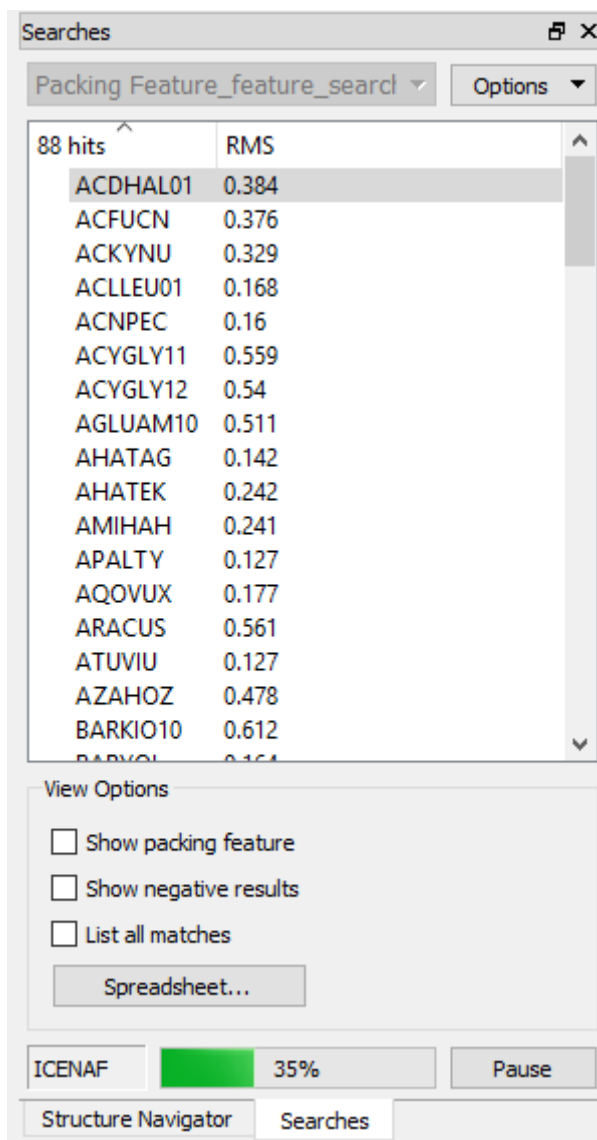 Searches
Packing Feature_feature_search Options
88 hits RMS
ACDHAL01 0.384
ACFUCN 0.376
ACKYNU 0.329
ACLLEU01 0.168
ACNPEC 0.16
ACYGLY11 0.559
ACYGLY12 0.54
AGLUAM10 0.511
AHATAG 0.142
AHATEK 0.242
AMIHAH 0.241
APALTY 0.127
AQOVUX 0.177
ARACUS 0.561
ATUVIU 0.127
AZAHOZ 0.478
BARKIO10 0.612
View Options
Show packing feature
Show negative results
List all matches
Spreadsheet...
ICENAF 35% Pause
Structure Navigator Searches